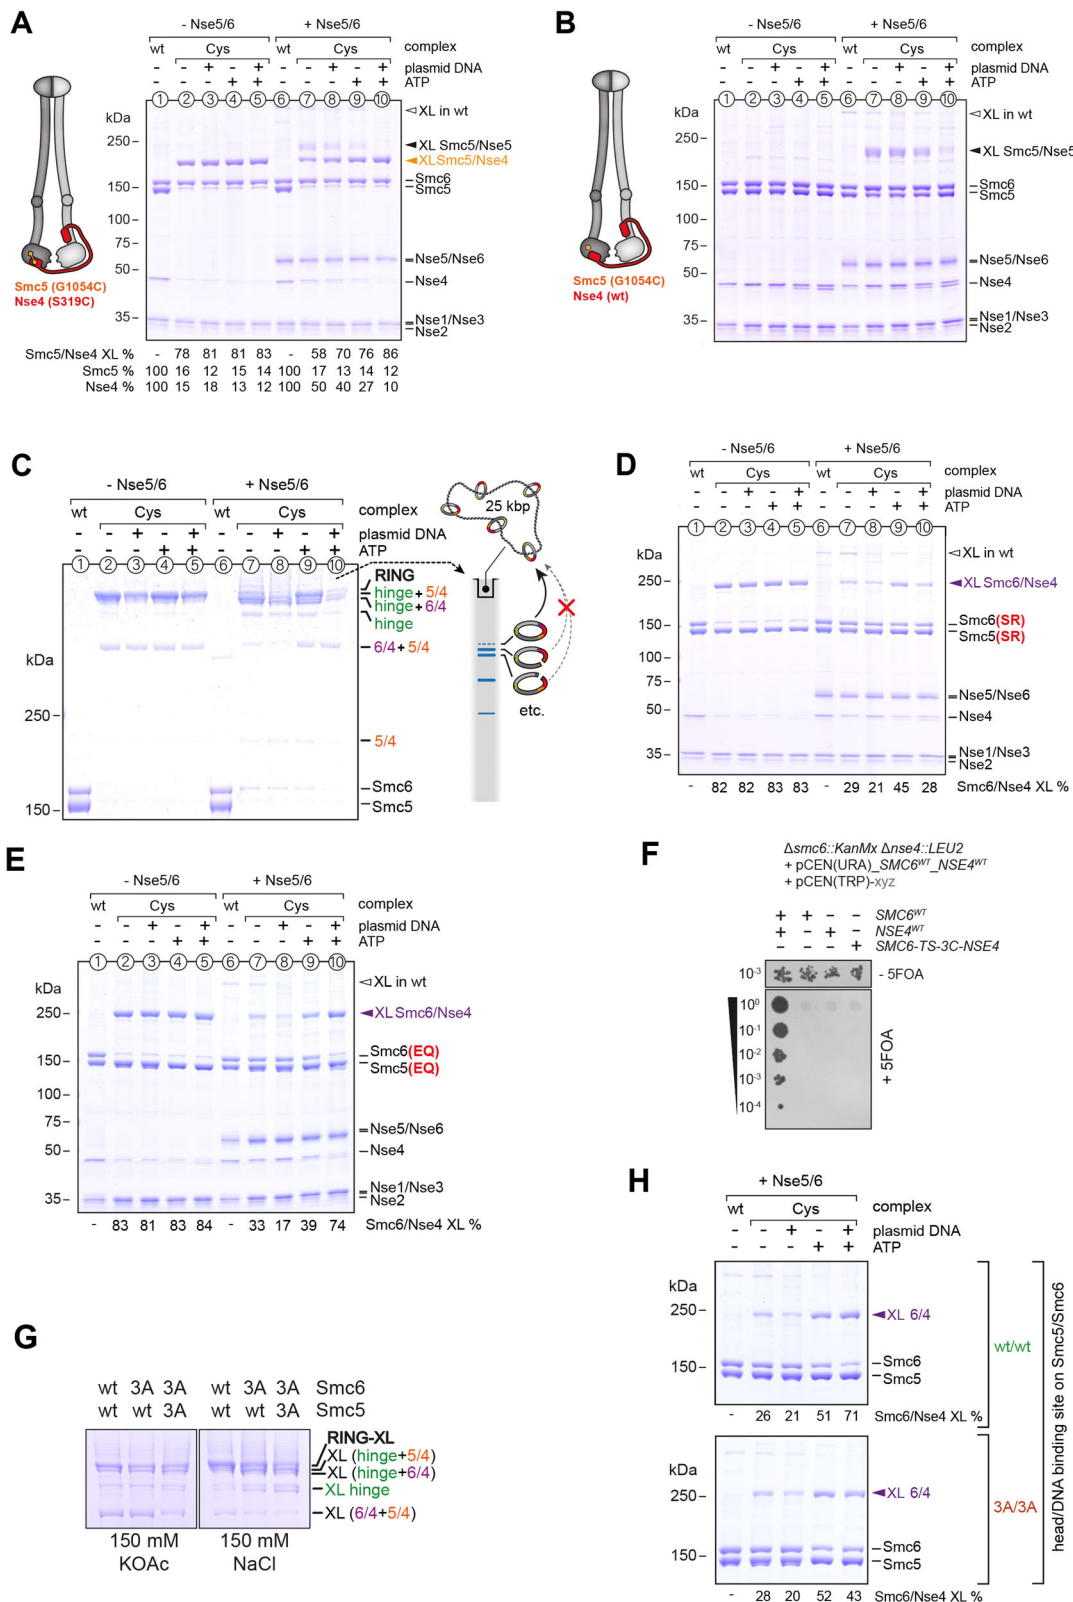 A
- Nse5/6
+ Nse5/6
wt
Cys
wt
Cys
complex
- - + - + - - + - + plasmid DNA
- - - + + - - - + + ATP
1 2 3 4 5 6 7 8 9 10
kDa
250
150
100
75
50
35
XL in wt
XL Smc5/Nse5
XLSmc5/Nse4
Smc6
Smc5
Nse5/Nse6
Nse4
Nse1/Nse3
Nse2
Smc5 (G1054C)
Nse4 (S319C)
Smc5/Nse4 XL % - 78 81 81 83 - 58 70 76 86
Smc5 % 100 16 12 15 14 100 17 13 14 12
Nse4 % 100 15 18 13 12 100 50 40 27 10
B
- Nse5/6
+ Nse5/6
wt
Cys
wt
Cys
complex
- - + - + - - + - + plasmid DNA
- - - + + - - - + + ATP
1 2 3 4 5 6 7 8 9 10
kDa
250
150
100
75
50
35
XL in wt
XL Smc5/Nse5
Smc6
Smc5
Nse5/Nse6
Nse4
Nse1/Nse3
Nse2
Smc5 (G1054C)
Nse4 (wt)
C
- Nse5/6
+ Nse5/6
wt
Cys
wt
Cys
complex
- - + - + - - + - + plasmid DNA
- - - + + - - - + + ATP
1 2 3 4 5 6 7 8 9 10
kDa
250
150
RING
hinge+5/4
hinge+6/4
hinge
6/4+5/4
5/4
Smc6
Smc5
25 kbp
etc.
D
- Nse5/6
+ Nse5/6
wt
Cys
wt
Cys
complex
- - + - + - - + - + plasmid DNA
- - - + + - - - + + ATP
1 2 3 4 5 6 7 8 9 10
kDa
250
150
100
75
50
35
XL in wt
XL Smc6/Nse4
Smc6(SR)
Smc5(SR)
Nse5/Nse6
Nse4
Nse1/Nse3
Nse2
- 82 82 83 83 - 29 21 45 28 Smc6/Nse4 XL %
E
- Nse5/6
+ Nse5/6
wt
Cys
wt
Cys
complex
- - + - + - - + - + plasmid DNA
- - - + + - - - + + ATP
1 2 3 4 5 6 7 8 9 10
kDa
250
150
100
75
50
35
XL in wt
XL Smc6/Nse4
Smc6(EQ)
Smc5(EQ)
Nse5/Nse6
Nse4
Nse1/Nse3
Nse2
- 83 81 83 84 - 33 17 39 74 Smc6/Nse4 XL %
F
Δsmc6::KanMx Δnse4::LEU2
+ pCEN(URA)_SMC6WT_NSE4WT
+ pCEN(TRP)-xyz
+ + - - SMC6WT
+ - + - NSE4WT
- - - + SMC6-TS-3C-NSE4
10-3
- 5FOA
100
10-1
10-2
10-3
10-4
+ 5FOA
G
wt 3A 3A wt 3A 3A Smc6
wt wt 3A wt wt 3A Smc5
RING-XL
XL (hinge+5/4)
XL (hinge+6/4)
XL hinge
XL (6/4+5/4)
150 mM KOAc
150 mM NaCl
H
+ Nse5/6
wt
Cys
complex
- - + - + plasmid DNA
- - - + + ATP
kDa
250
150
XL 6/4
Smc6
Smc5
- 26 21 51 71 Smc6/Nse4 XL %
wt/wt
kDa
250
150
XL 6/4
Smc6
Smc5
- 28 20 52 43 Smc6/Nse4 XL %
3A/3A
head/DNA binding site on Smc5/Smc6